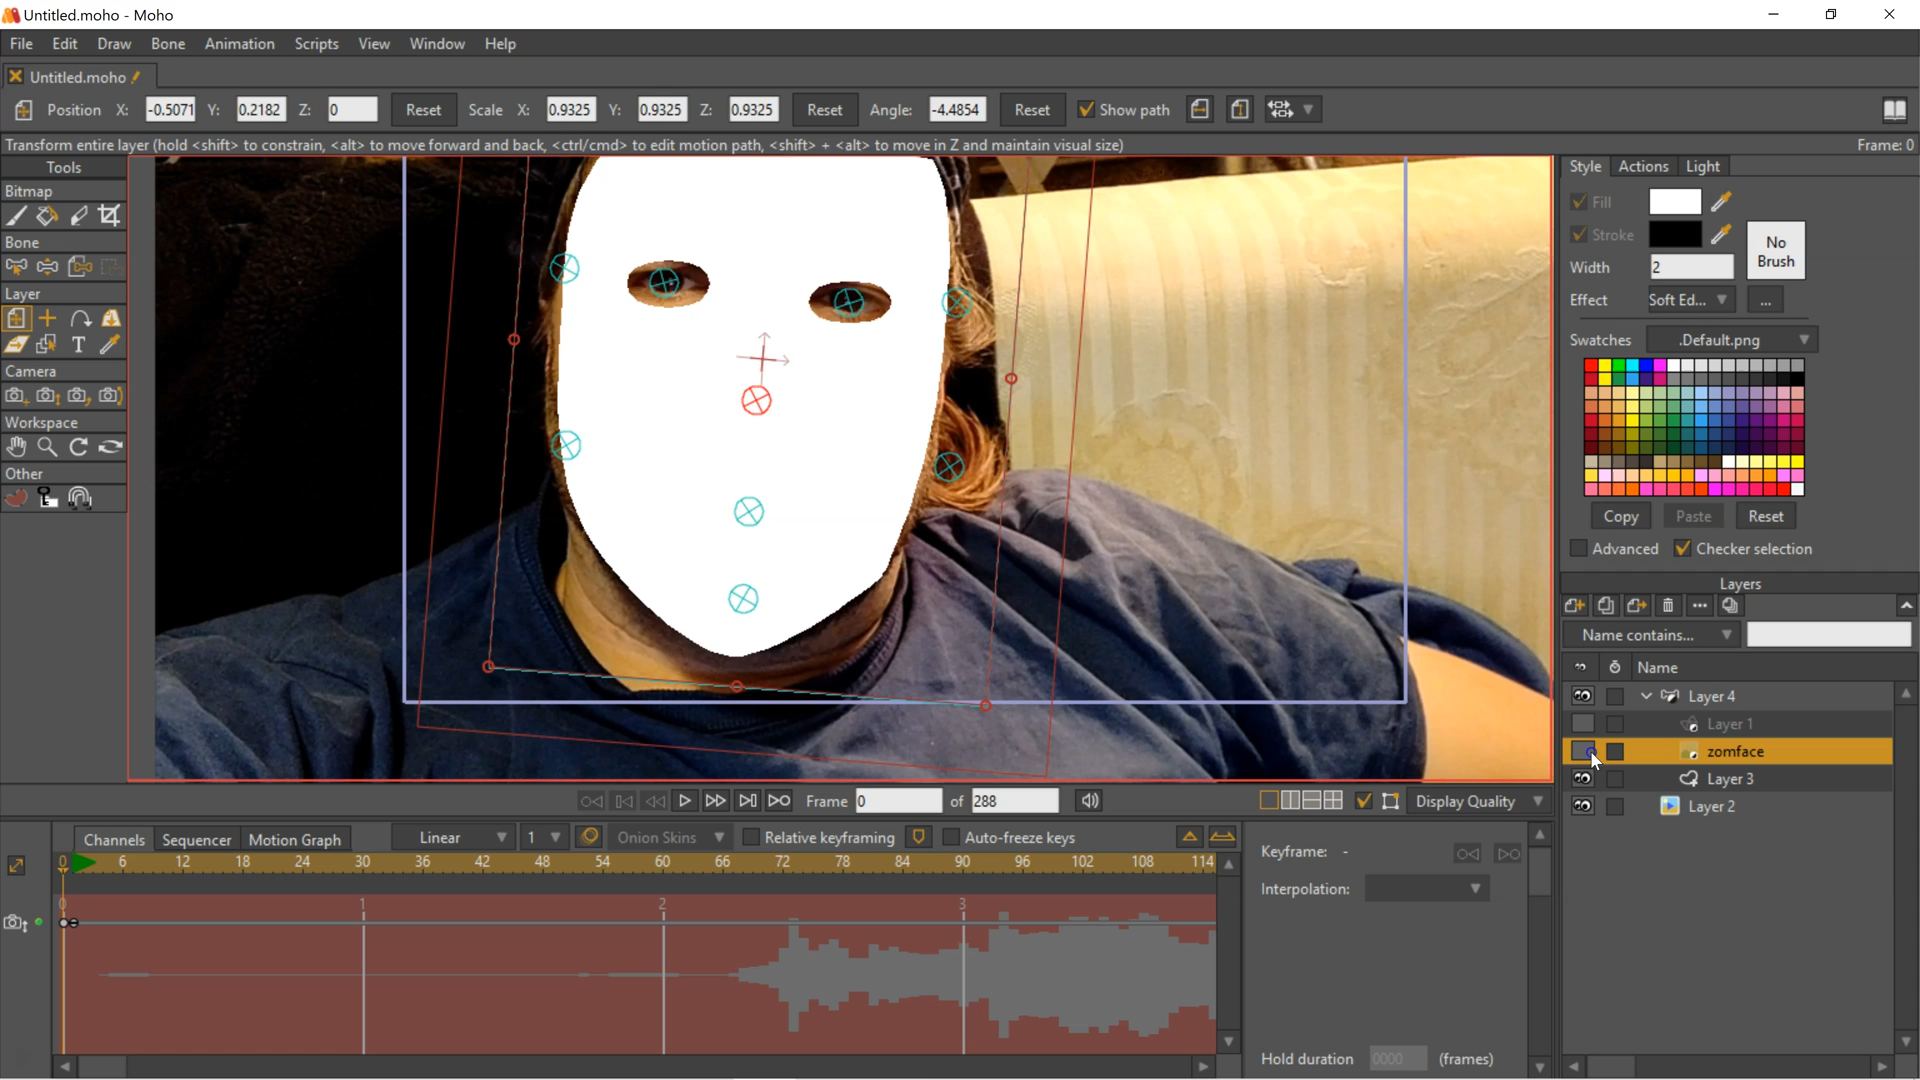 Untitled.moho - Moho
File Edit Draw Bone Animation Scripts View Window Help
Untitled.moho
Position X: -0.5071 Y: 0.2182 Z: 0 Reset Scale X: 0.9325 Y: 0.9325 Z: 0.9325 Reset Angle: -4.4854 Reset Show path
Transform entire layer (hold <shift> to constrain, <alt> to move forward and back, <ctrl/cmd> to edit motion path, <shift> + <alt> to move in Z and maintain visual size) Frame: 0
Tools
Bitmap
Bone
Layer
T
Camera
Workspace
Other
Style Actions Light
Fill
Stroke
No
Brush
Width 2
Effect Soft Ed... ...
Swatches .Default.png
Copy Paste Reset
Advanced Checker selection
Layers
Name contains...
Name
Layer 4
Layer 1
zomface
Layer 3
Layer 2
Frame 0 of 288 Display Quality
Channels Sequencer Motion Graph Linear 1 Onion Skins Relative keyframing Auto-freeze keys
0 6 12 18 24 30 36 42 48 54 60 66 72 78 84 90 96 102 108 114
0 1 2 3
Keyframe: -
Interpolation:
Hold duration 0000 (frames)